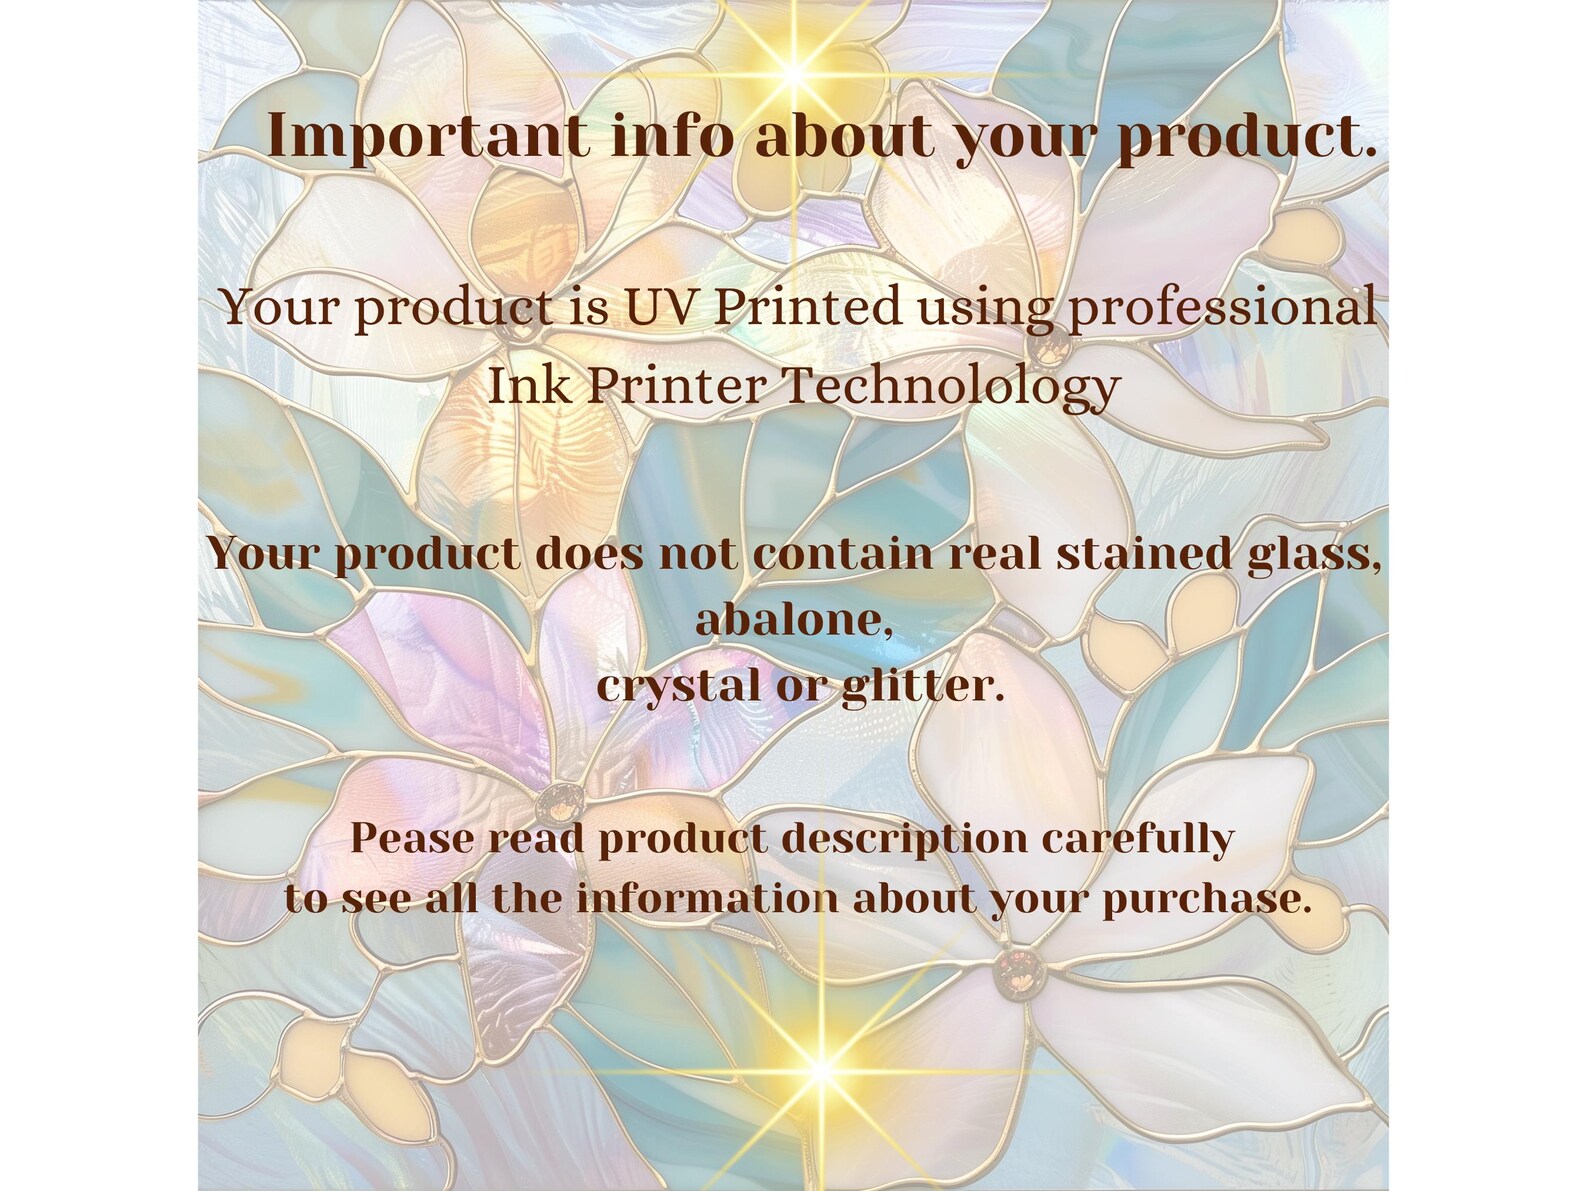 Important info about your product.
Your product is UV Printed using professional
Ink Printer Technolology
Your product does not contain real stained glass,
abalone,
crystal or glitter.
Pease read product description carefully
to see all the information about your purchase.